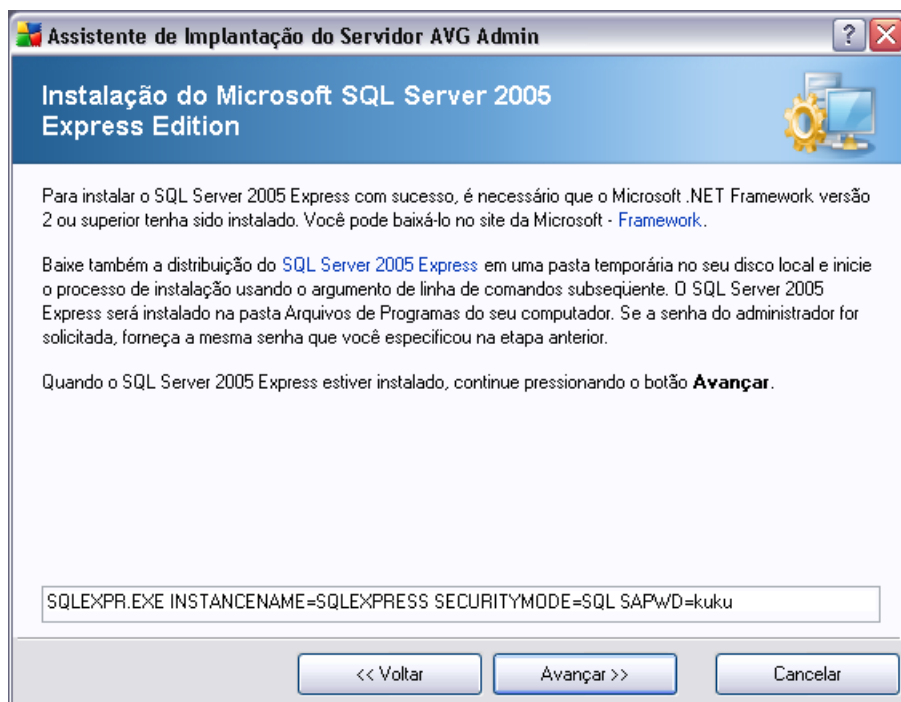 Assistente de Implantação do Servidor AVG Admin
Instalação do Microsoft SQL Server 2005
Express Edition
Para instalar o SQL Server 2005 Express com sucesso, é necessário que o Microsoft .NET Framework versão
2 ou superior tenha sido instalado. Você pode baixá-lo no site da Microsoft - Framework.
Baixe também a distribuição do SQL Server 2005 Express em uma pasta temporária no seu disco local e inicie
o processo de instalação usando o argumento de linha de comandos subseqüente. O SQL Server 2005
Express será instalado na pasta Arquivos de Programas do seu computador. Se a senha do administrador for
solicitada, forneça a mesma senha que você especificou na etapa anterior.
Quando o SQL Server 2005 Express estiver instalado, continue pressionando o botão Avançar.
SQLEXPR.EXE INSTANCENAME=SQLEXPRESS SECURITYMODE=SQL SAPWD=kuku
<< Voltar
Avançar >>
Cancelar